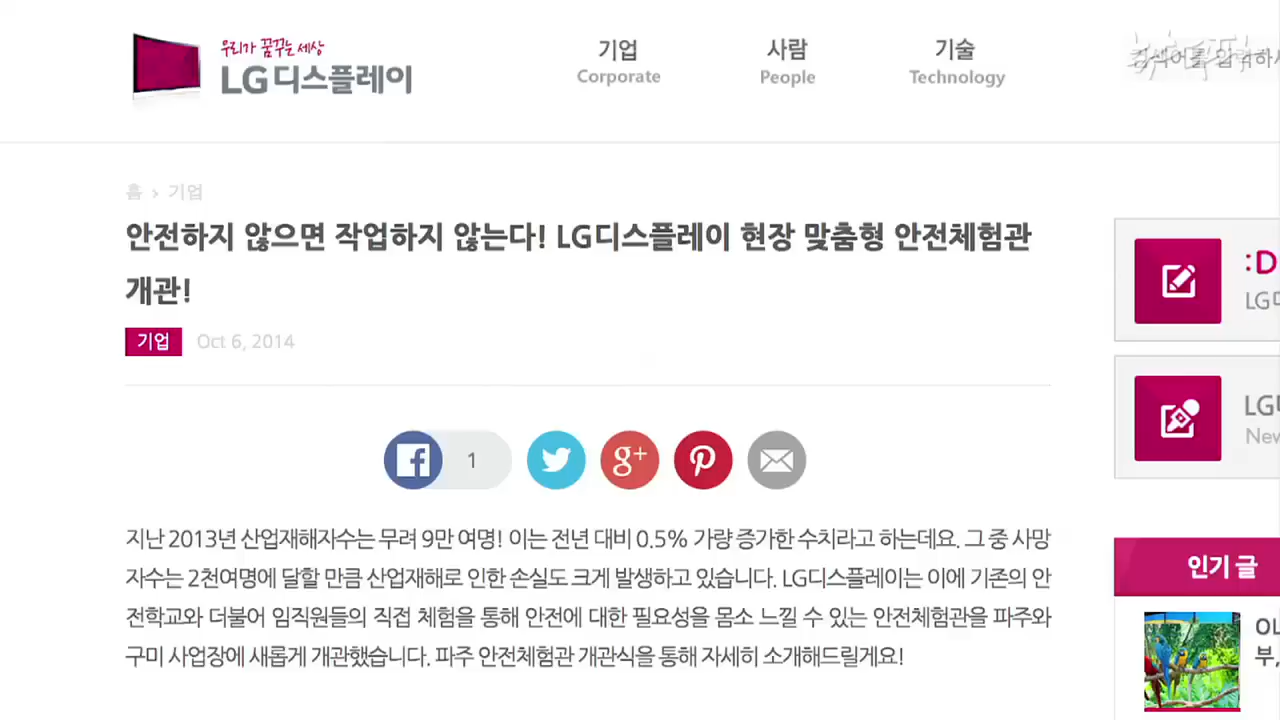 우리가 꿈꾸는 세상
LG디스플레이
기업
Corporate
사람
People
기술
Technology
홈 › 기업
안전하지 않으면 작업하지 않는다! LG디스플레이 현장 맞춤형 안전체험관
개관!
기업 Oct 6, 2014
1
지난 2013년 산업재해자수는 무려 9만 여명! 이는 전년 대비 0.5% 가량 증가한 수치라고 하는데요. 그 중 사망
자수는 2천여명에 달할 만큼 산업재해로 인한 손실도 크게 발생하고 있습니다. LG디스플레이는 이에 기존의 안
전학교와 더불어 임직원들의 직접 체험을 통해 안전에 대한 필요성을 몸소 느낄 수 있는 안전체험관을 파주와
구미 사업장에 새롭게 개관했습니다. 파주 안전체험관 개관식을 통해 자세히 소개해드릴게요!
:D
LG
LG
New
인기 글
부,